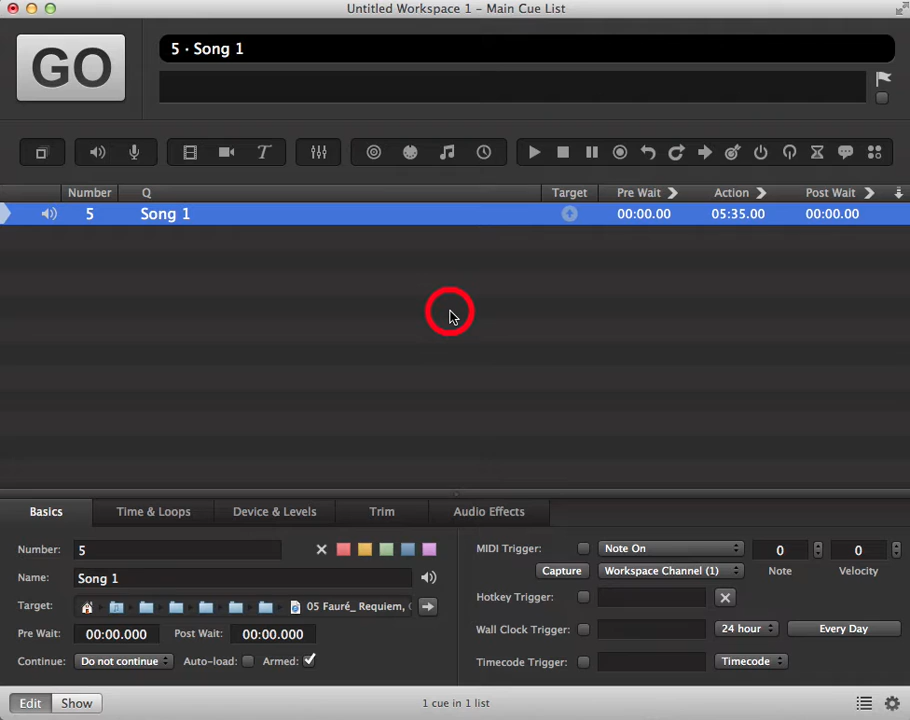 Untitled Workspace 1 – Main Cue List
GO
5 · Song 1
T
Number Q Target Pre Wait Action Post Wait
5 Song 1 00:00.00 05:35.00 00:00.00
Basics Time & Loops Device & Levels Trim Audio Effects
Number: 5
Name: Song 1
Target: 05 Fauré_ Requiem,
Pre Wait: 00:00.000 Post Wait: 00:00.000
Continue: Do not continue Auto-load: Armed:
MIDI Trigger: Note On 0 0
Capture Workspace Channel (1) Note Velocity
Hotkey Trigger:
Wall Clock Trigger: 24 hour Every Day
Timecode Trigger: Timecode
Edit Show 1 cue in 1 list